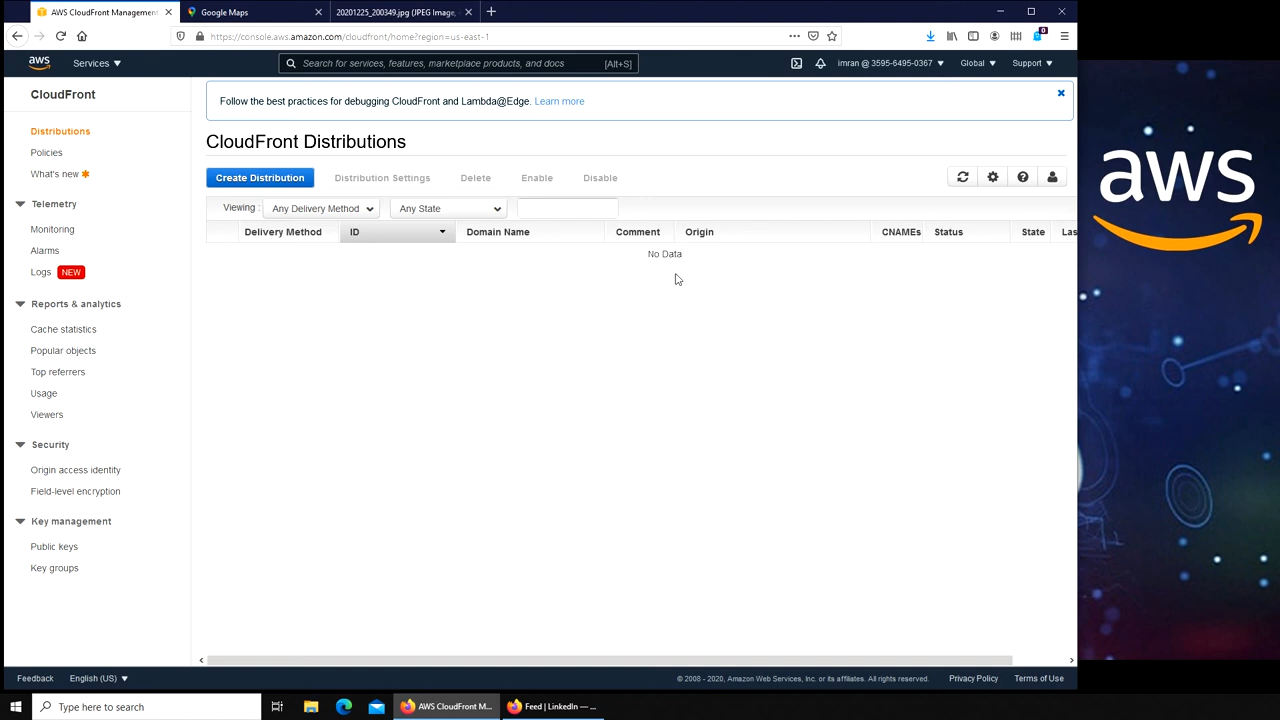 AWS CloudFront Management
Google Maps
20201225_200349.jpg (JPEG Image,
https://console.aws.amazon.com/cloudfront/home?region=us-east-1
0
aws
Services
Search for services, features, marketplace products, and docs
[Alt+S]
imran @ 3595-6495-0367
Global
Support
CloudFront
Distributions
Policies
What's new
Telemetry
Monitoring
Alarms
Logs NEW
Reports & analytics
Cache statistics
Popular objects
Top referrers
Usage
Viewers
Security
Origin access identity
Field-level encryption
Key management
Public keys
Key groups
Follow the best practices for debugging CloudFront and Lambda@Edge. Learn more
CloudFront Distributions
Create Distribution
Distribution Settings
Delete
Enable
Disable
Viewing :
Any Delivery Method
Any State
Delivery Method
ID
Domain Name
Comment
Origin
CNAMEs
Status
State
Las
No Data
aws
Feedback
English (US)
© 2008 - 2020, Amazon Web Services, Inc. or its affiliates. All rights reserved.
Privacy Policy
Terms of Use
Type here to search
AWS CloudFront M...
Feed | LinkedIn — ...